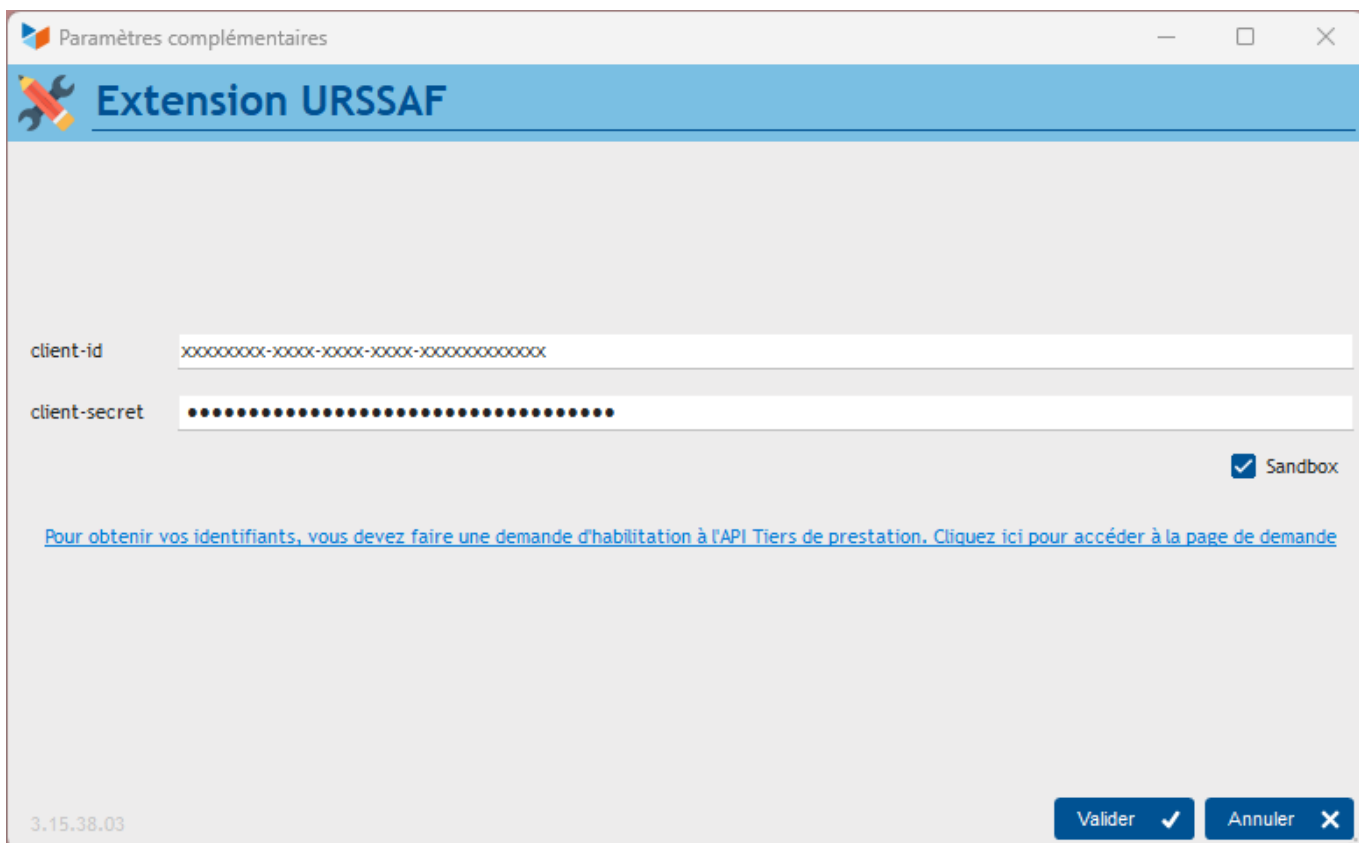 Paramètres complémentaires
Extension URSSAF
client-id xxxxxxxx-xxxx-xxxx-xxxx-xxxxxxxxxxxx
client-secret •••••••••••••••••••••••••••••••••••
Sandbox
Pour obtenir vos identifiants, vous devez faire une demande d'habilitation à l'API Tiers de prestation. Cliquez ici pour accéder à la page de demande
3.15.38.03
Valider Annuler